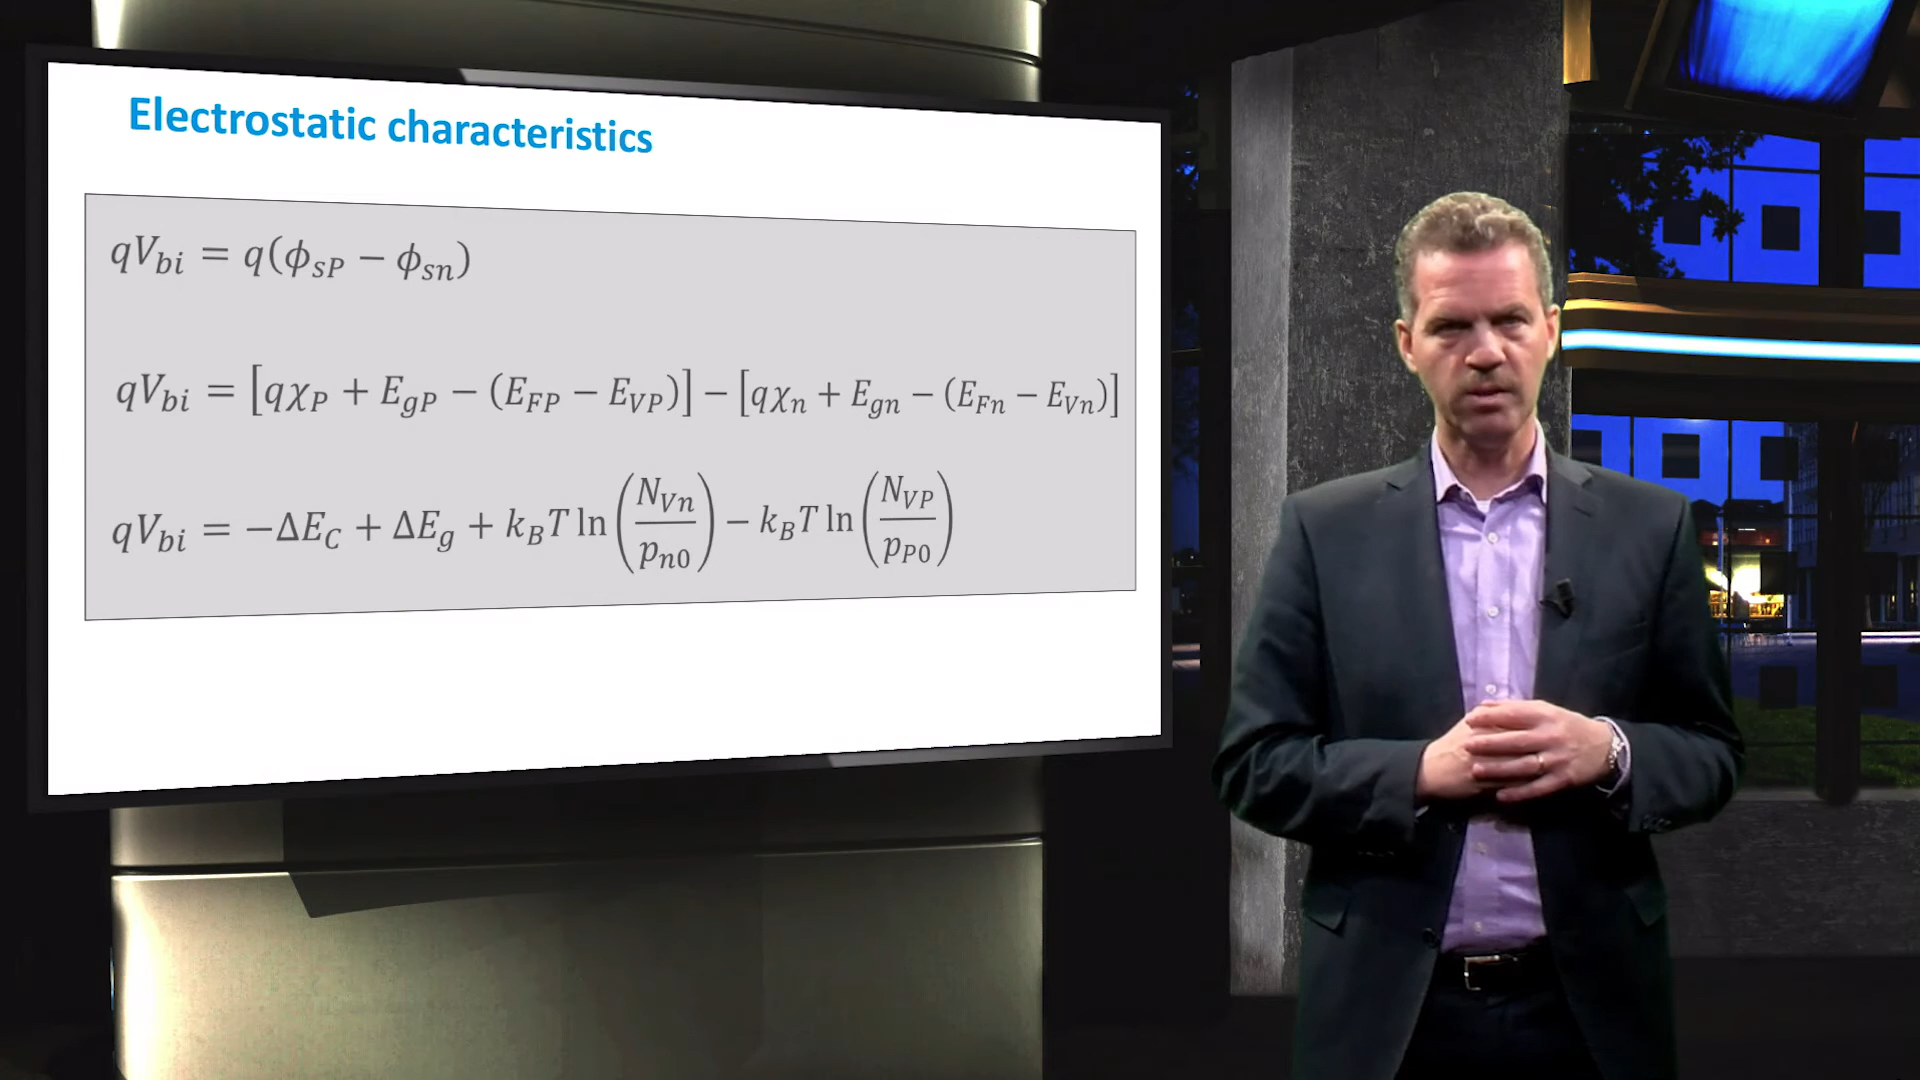 Electrostatic characteristics
qV_{bi} = q(ϕ_{sP} − ϕ_{sn})
qV_{bi} = [qχ_P + E_{gP} − (E_{FP} − E_{VP})] − [qχ_n + E_{gn} − (E_{Fn} − E_{Vn})]
qV_{bi} = −ΔE_C + ΔE_g + k_BT ln(N_{Vn}/p_{n0}) − k_BT ln(N_{VP}/p_{P0})